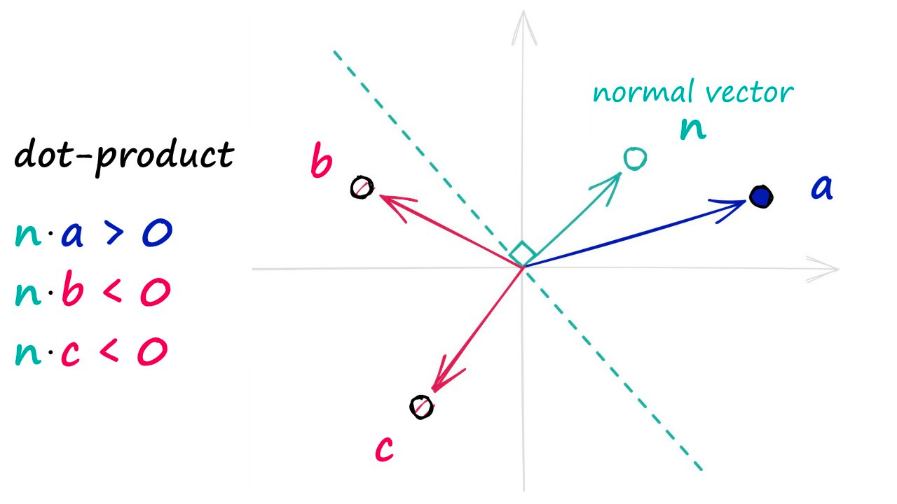 dot-product
n·a > 0
n·b < 0
n·c < 0
normal vector
n
a
b
c